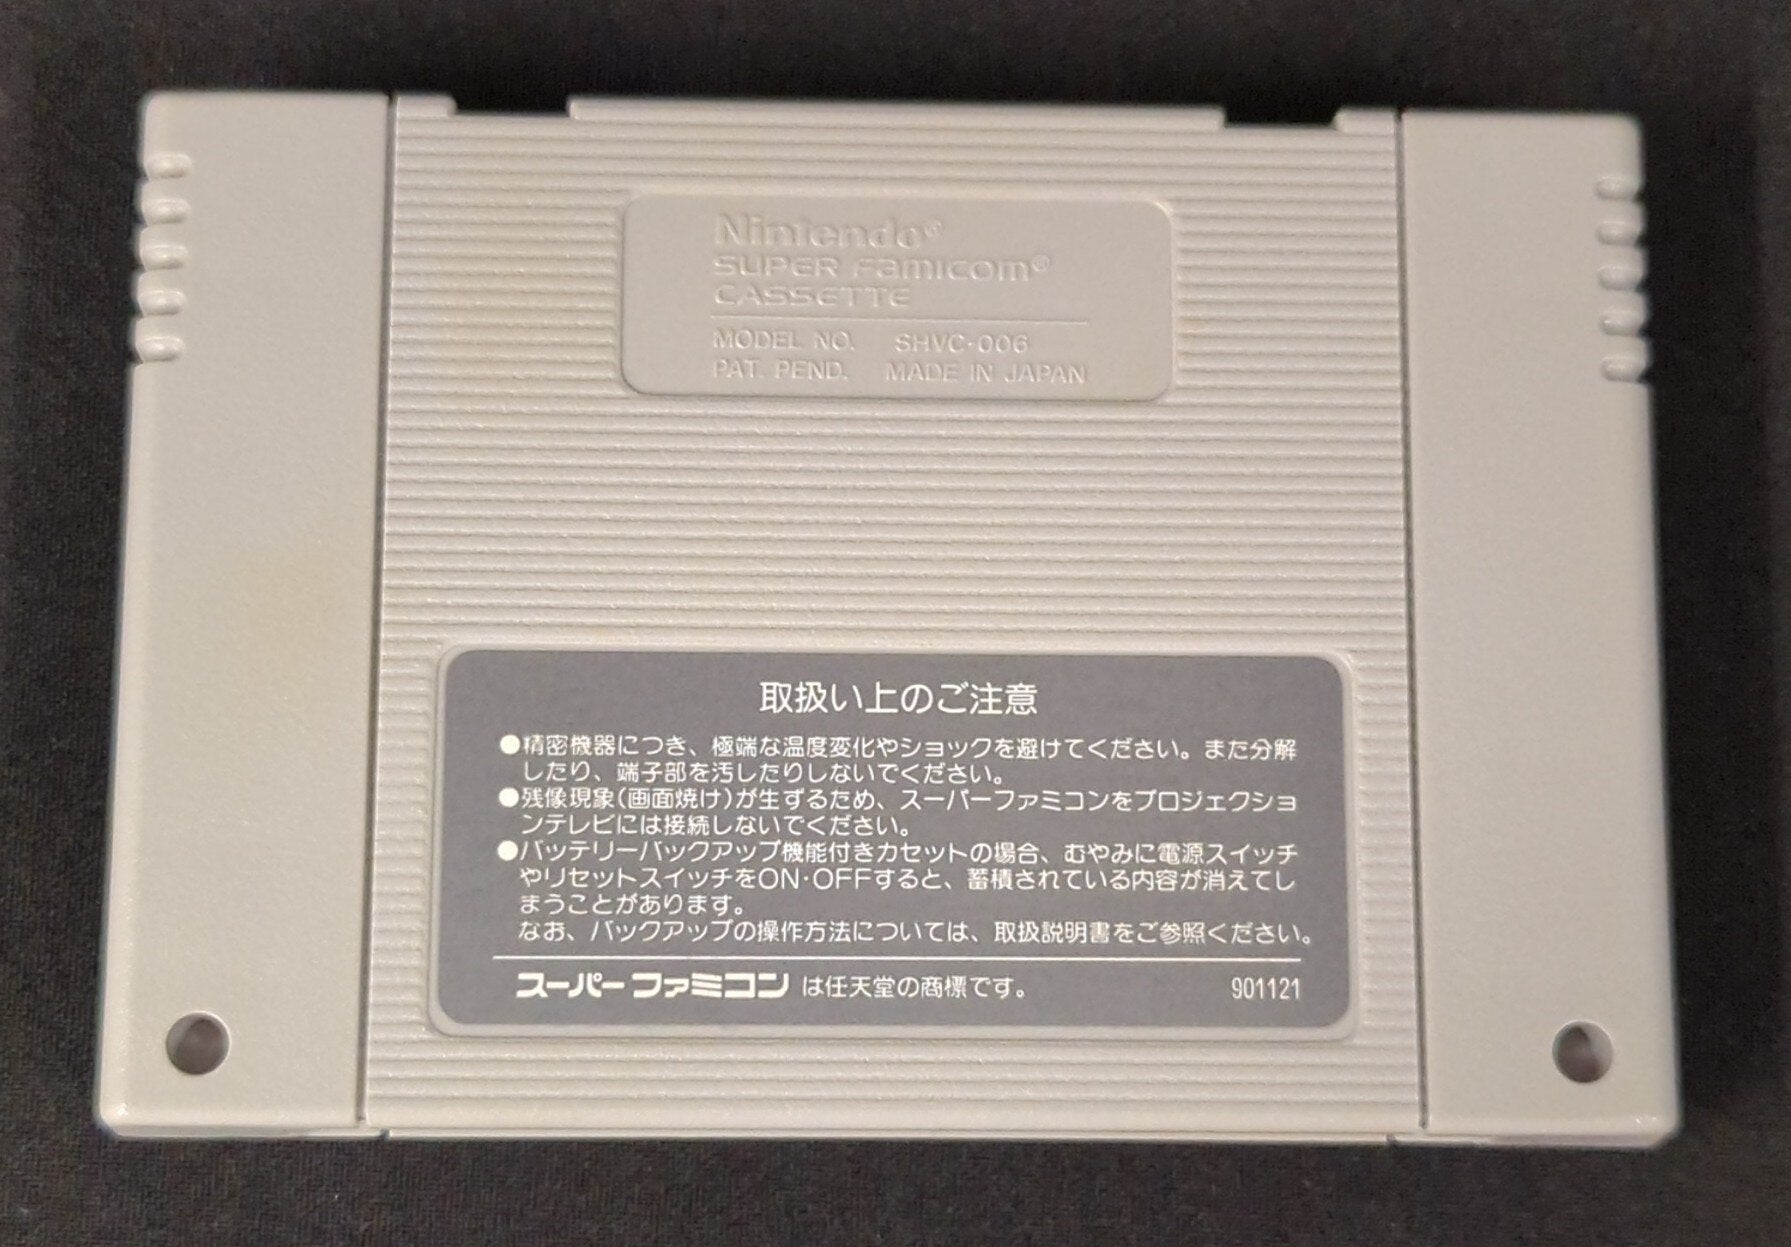 Nintendo®
SUPER Famicom®
CASSETTE
MODEL NO. SHVC-006
PAT. PEND. MADE IN JAPAN
取扱い上のご注意
●精密機器につき、極端な温度変化やショックを避けてください。また分解
したり、端子部を汚したりしないでください。
●残像現象(画面焼け)が生ずるため、スーパーファミコンをプロジェクショ
ンテレビには接続しないでください。
●バッテリーバックアップ機能付きカセットの場合、むやみに電源スイッチ
やリセットスイッチをON・OFFすると、蓄積されている内容が消えてし
まうことがあります。
なお、バックアップの操作方法については、取扱説明書をご参照ください。
スーパーファミコン は任天堂の商標です。 901121